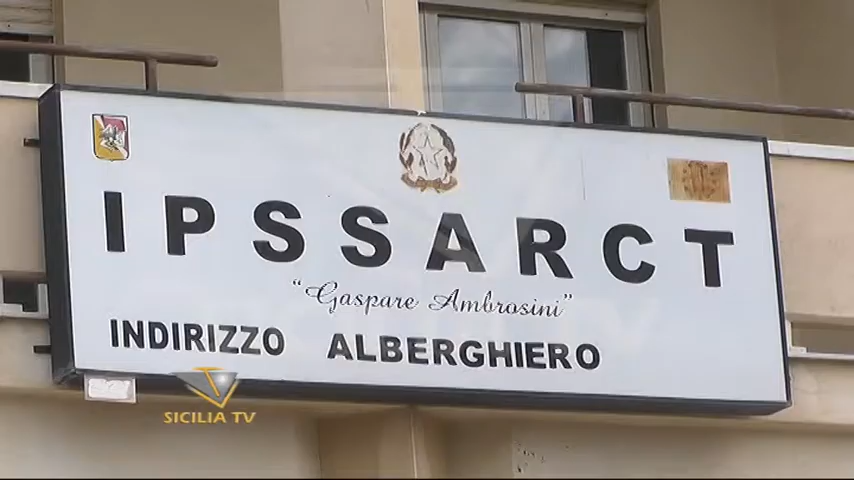 IPSSARCT
“Gaspare Ambrosini”
INDIRIZZO ALBERGHIERO
SICILIA TV